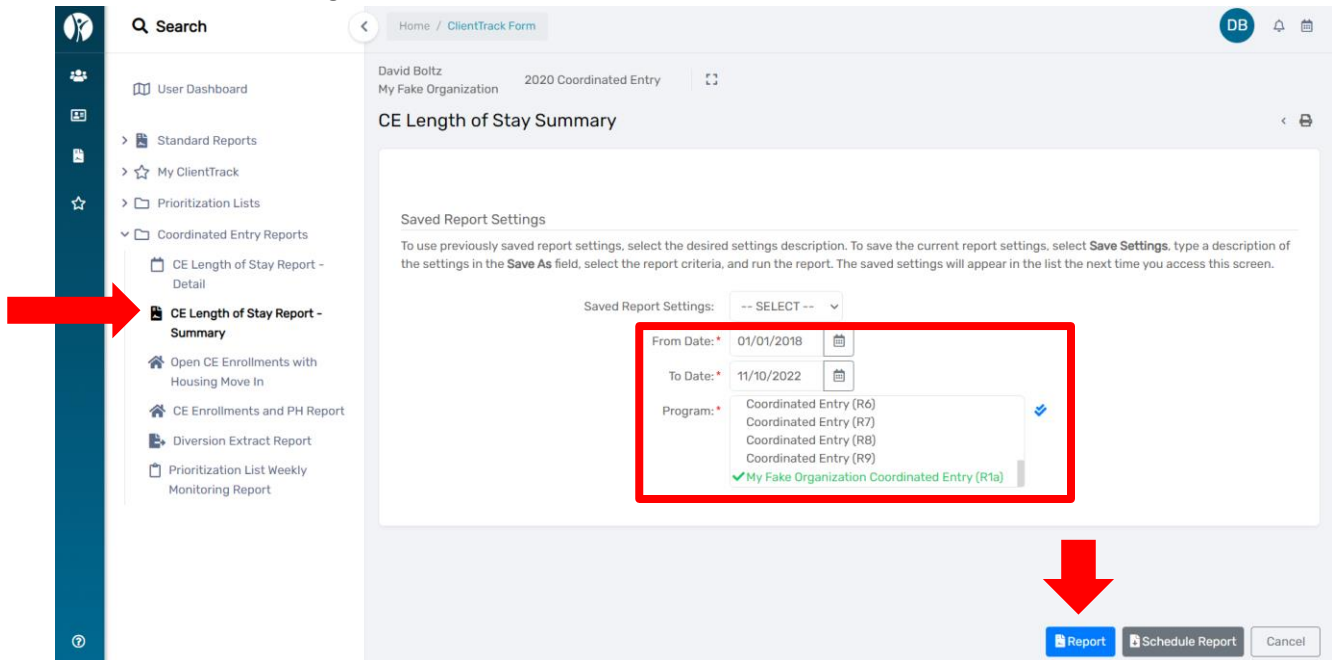 Search
Home / ClientTrack Form
DB
User Dashboard
Standard Reports
My ClientTrack
Prioritization Lists
Coordinated Entry Reports
CE Length of Stay Report -
Detail
CE Length of Stay Report -
Summary
Open CE Enrollments with
Housing Move In
CE Enrollments and PH Report
Diversion Extract Report
Prioritization List Weekly
Monitoring Report
David Boltz
My Fake Organization
2020 Coordinated Entry
CE Length of Stay Summary
Saved Report Settings
To use previously saved report settings, select the desired settings description. To save the current report settings, select Save Settings, type a description of
the settings in the Save As field, select the report criteria, and run the report. The saved settings will appear in the list the next time you access this screen.
Saved Report Settings: -- SELECT --
From Date:* 01/01/2018
To Date:* 11/10/2022
Program:* Coordinated Entry (R6)
Coordinated Entry (R7)
Coordinated Entry (R8)
Coordinated Entry (R9)
My Fake Organization Coordinated Entry (R1a)
Report
Schedule Report
Cancel